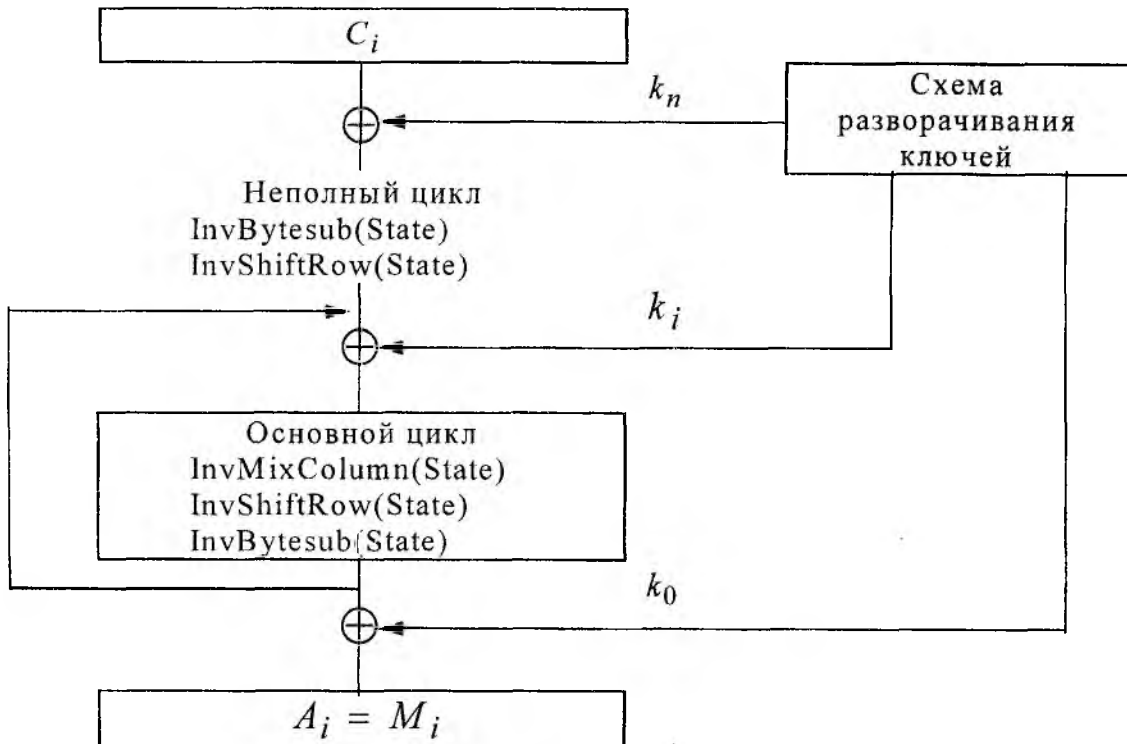 C_i
k_n
Схема
разворачивания
ключей
Неполный цикл
InvBytesub(State)
InvShiftRow(State)
k_i
Основной цикл
InvMixColumn(State)
InvShiftRow(State)
InvBytesub(State)
k_0
A_i = M_i